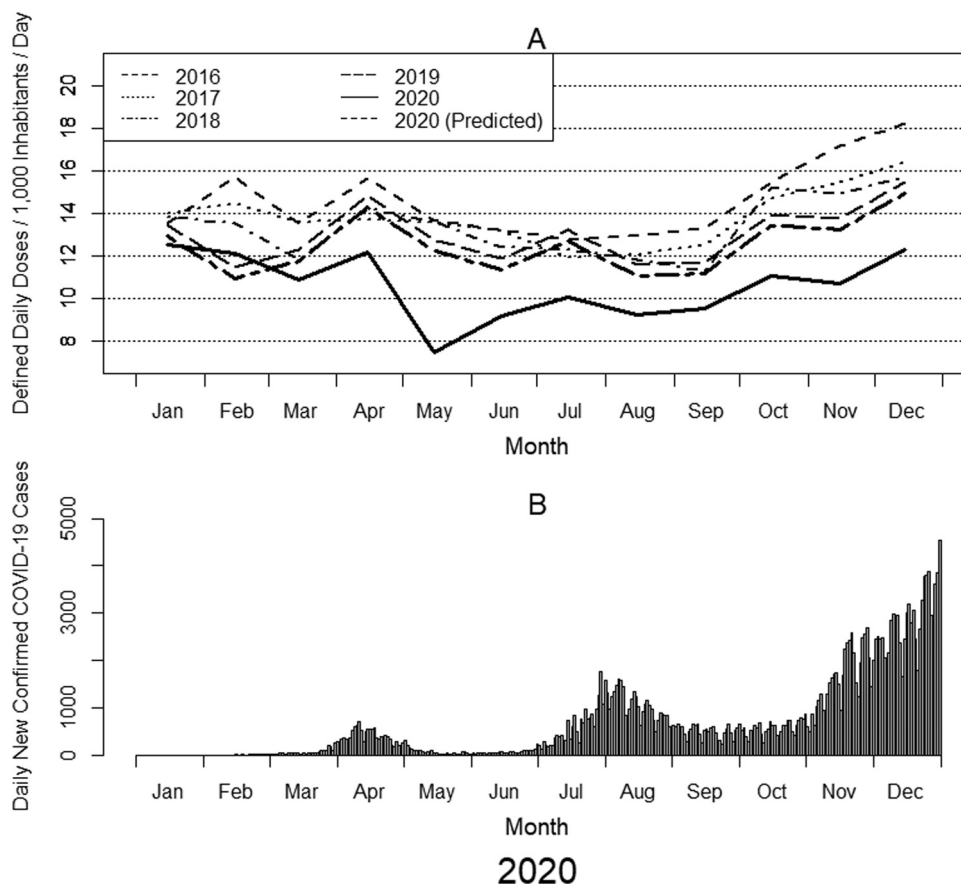 A
Defined Daily Doses / 1,000 Inhabitants / Day
20
18
16
14
12
10
8
2016
2017
2018
2019
2020
2020 (Predicted)
Jan Feb Mar Apr May Jun Jul Aug Sep Oct Nov Dec
Month
B
Daily New Confirmed COVID-19 Cases
5000
3000
1000
0
Jan Feb Mar Apr May Jun Jul Aug Sep Oct Nov Dec
Month
2020